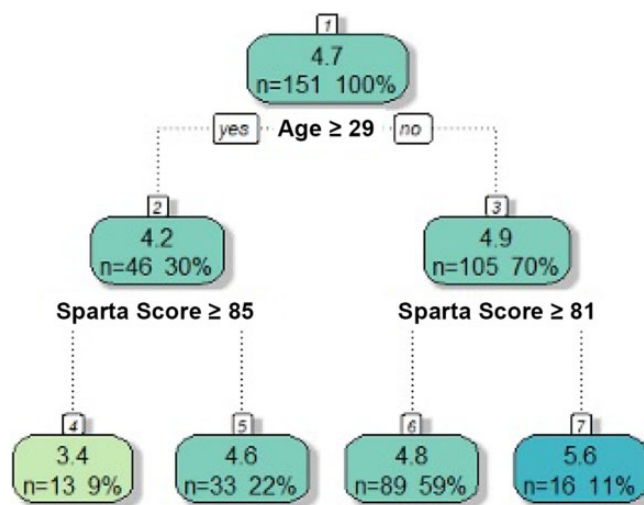 1
4.7
n=151 100%
yes Age ≥ 29 no
2 3
4.2 4.9
n=46 30% n=105 70%
Sparta Score ≥ 85 Sparta Score ≥ 81
4 5 6 7
3.4 4.6 4.8 5.6
n=13 9% n=33 22% n=89 59% n=16 11%